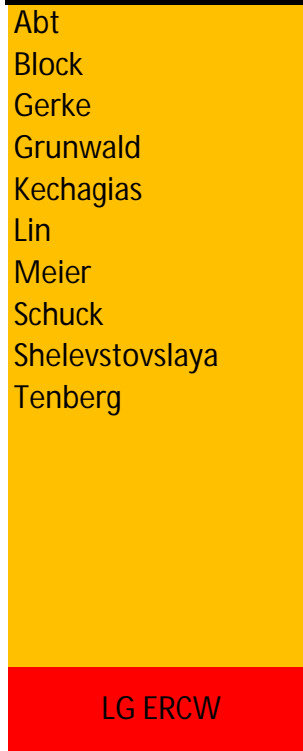 Abt
Block
Gerke
Grunwald
Kechagias
Lin
Meier
Schuck
Shelevstovslaya
Tenberg
LG ERCW